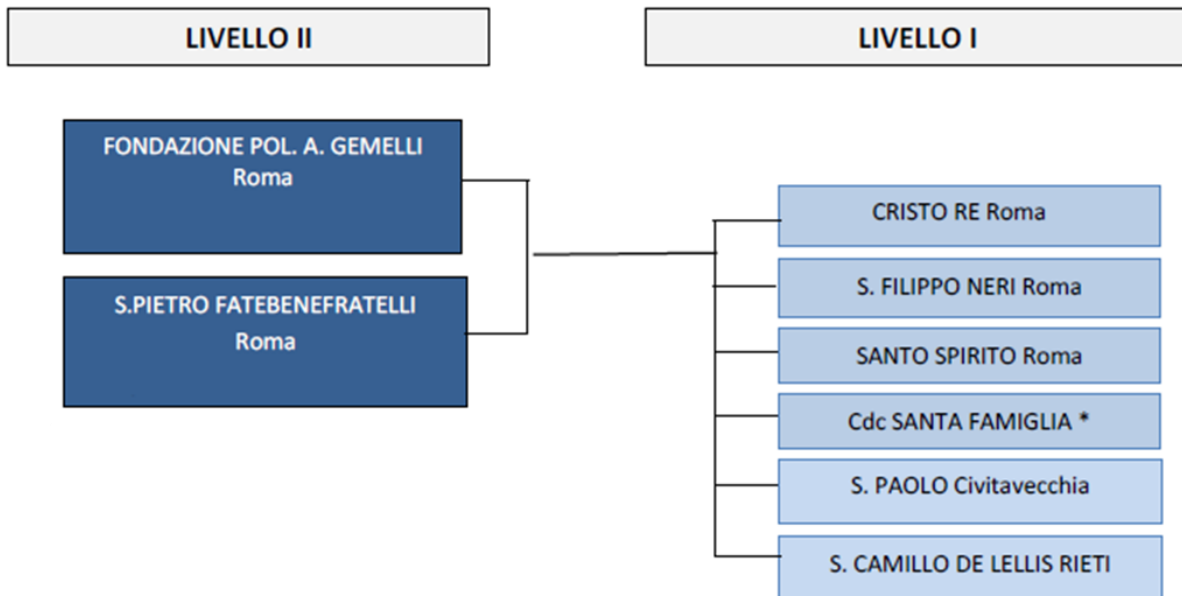 LIVELLO II
LIVELLO I
FONDAZIONE POL. A. GEMELLI
Roma
S.PIETRO FATEBENEFRATELLI
Roma
CRISTO RE Roma
S. FILIPPO NERI Roma
SANTO SPIRITO Roma
Cdc SANTA FAMIGLIA *
S. PAOLO Civitavecchia
S. CAMILLO DE LELLIS RIETI